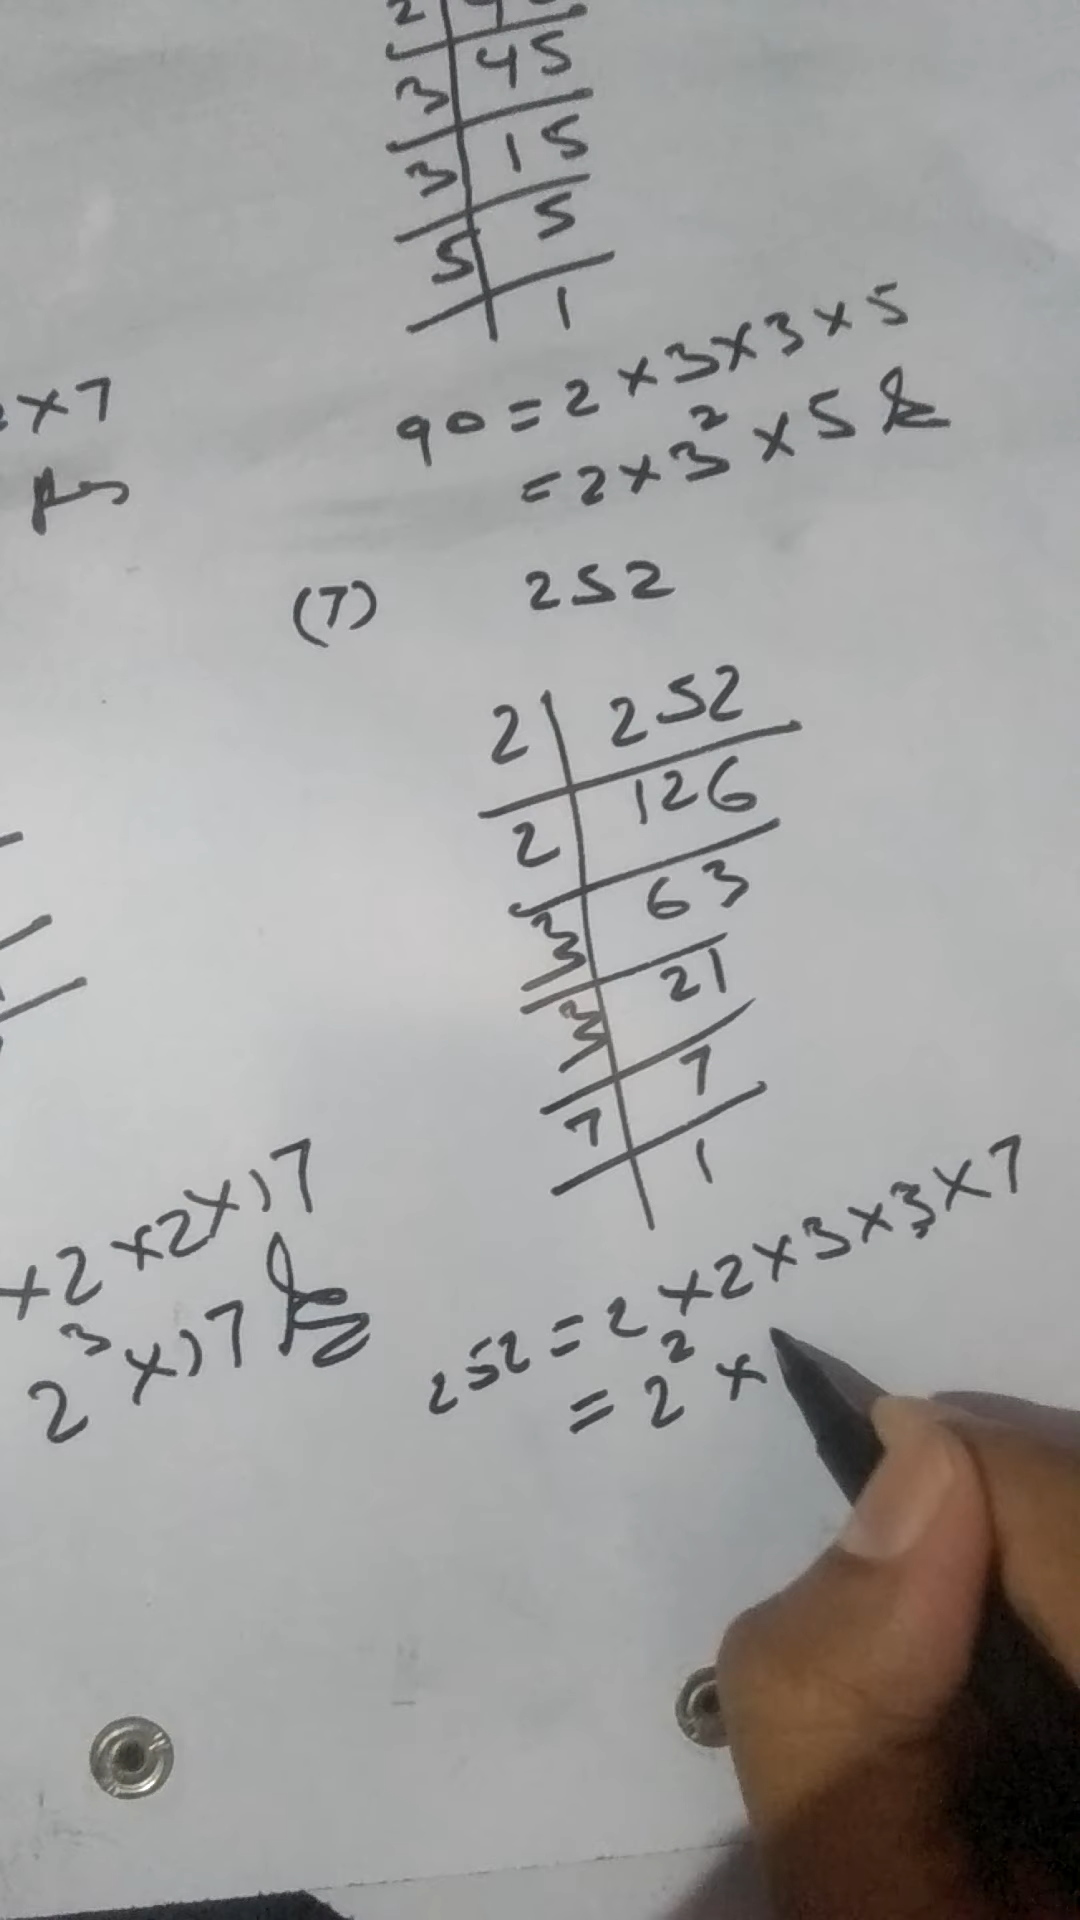 2
3 45
3 15
5 5
1
90 = 2 × 3 × 3 × 5
= 2 × 3² × 5
× 7
Ans
(7) 252
2 252
2 126
3 63
3 21
7 7
1
× 2 × 2 × 17
2³ × 17
252 = 2 × 2 × 3 × 3 × 7
= 2² ×